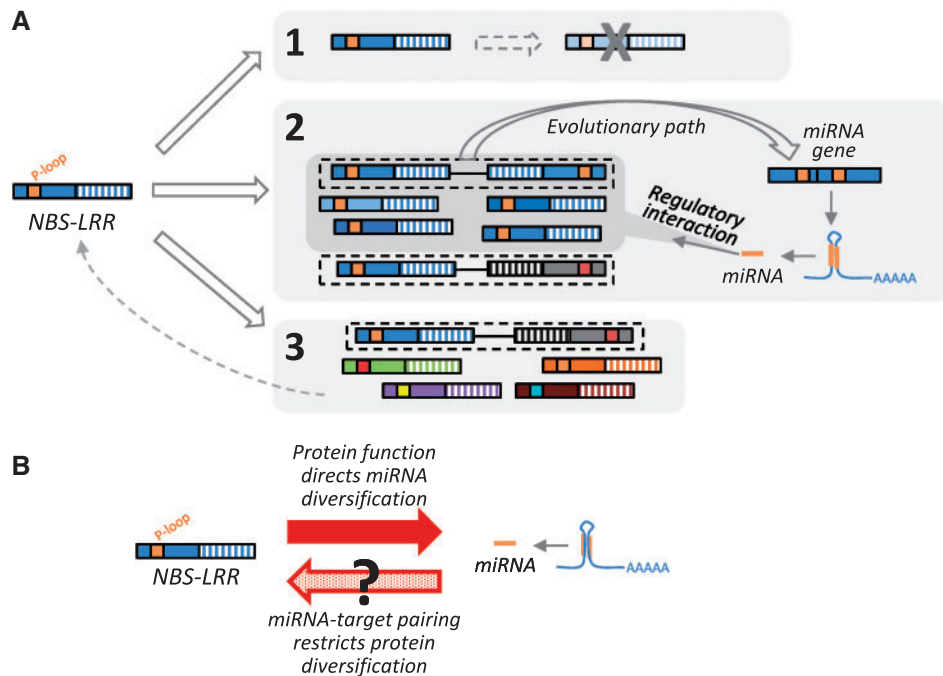 A
1
2
Evolutionary path
miRNA
gene
P-loop
NBS-LRR
Regulatory
interaction
miRNA
AAAAA
3
B
Protein function
directs miRNA
diversification
P-loop
NBS-LRR
?
miRNA
AAAAA
miRNA-target pairing
restricts protein
diversification